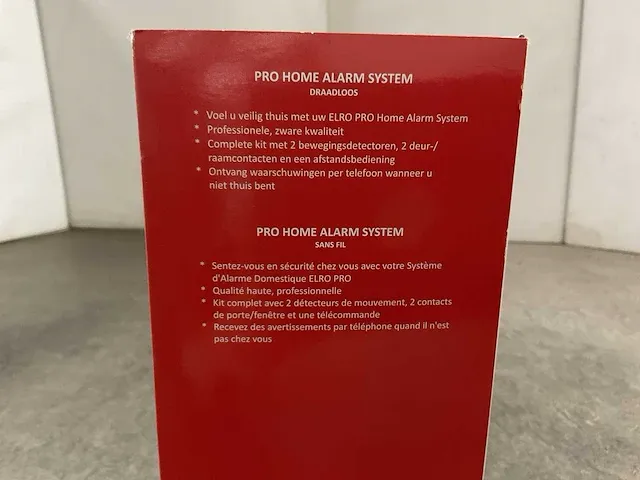 PRO HOME ALARM SYSTEM
DRAADLOOS
* Voel u veilig thuis met uw ELRO PRO Home Alarm System
* Professionele, zware kwaliteit
* Complete kit met 2 bewegingsdetectoren, 2 deur-/
raamcontacten en een afstandsbediening
* Ontvang waarschuwingen per telefoon wanneer u
niet thuis bent
PRO HOME ALARM SYSTEM
SANS FIL
* Sentez-vous en sécurité chez vous avec votre Système
d'Alarme Domestique ELRO PRO
* Qualité haute, professionnelle
* Kit complet avec 2 détecteurs de mouvement, 2 contacts
de porte/fenêtre et une télécommande
* Recevez des avertissements par téléphone quand il n'est
pas chez vous